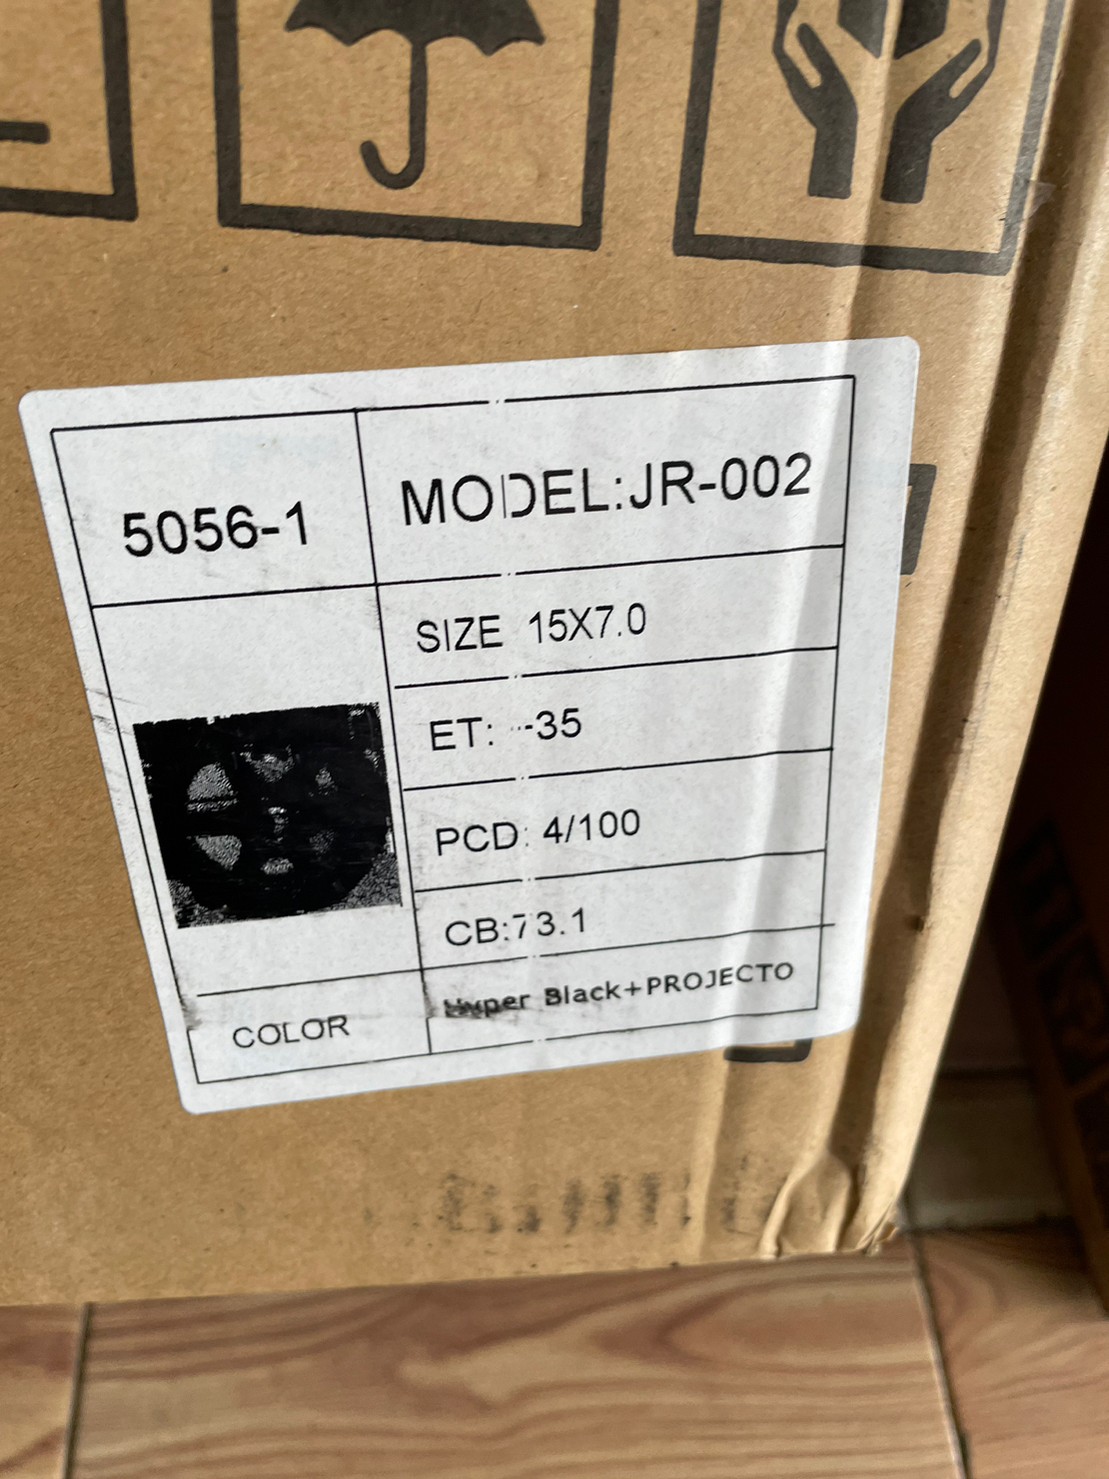 5056-1
MODEL:JR-002
SIZE 15X7.0
ET: -35
PCD: 4/100
CB:73.1
COLOR
Hyper Black+PROJECTO